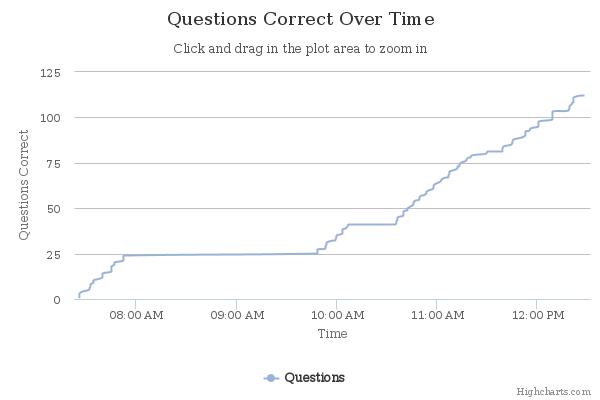 Questions Correct Over Time
Click and drag in the plot area to zoom in
Questions Correct
125
100
75
50
25
0
08:00 AM 09:00 AM 10:00 AM 11:00 AM 12:00 PM
Time
Questions
Highcharts.com